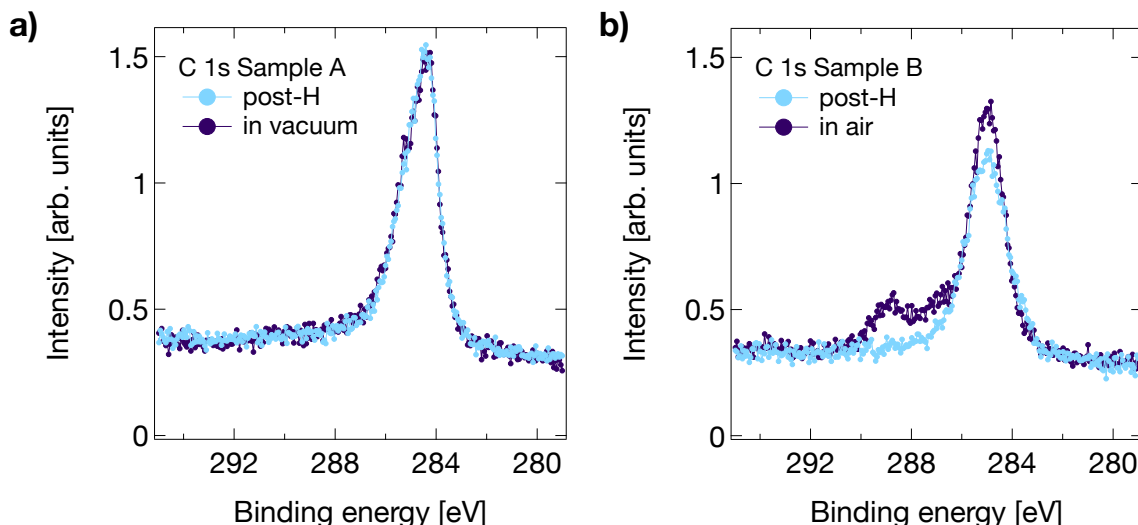 a)
C 1s Sample A
post-H
in vacuum
Intensity [arb. units]
1.5
1
0.5
0
292
288
284
280
Binding energy [eV]
b)
C 1s Sample B
post-H
in air
Intensity [arb. units]
1.5
1
0.5
0
292
288
284
280
Binding energy [eV]